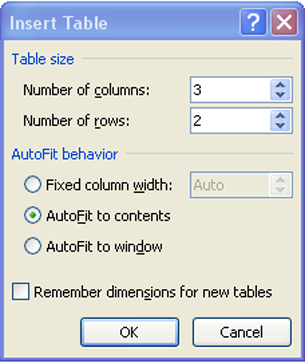 Insert Table
?
Table size
Number of columns: 3
Number of rows: 2
AutoFit behavior
Fixed column width: Auto
AutoFit to contents
AutoFit to window
Remember dimensions for new tables
OK Cancel